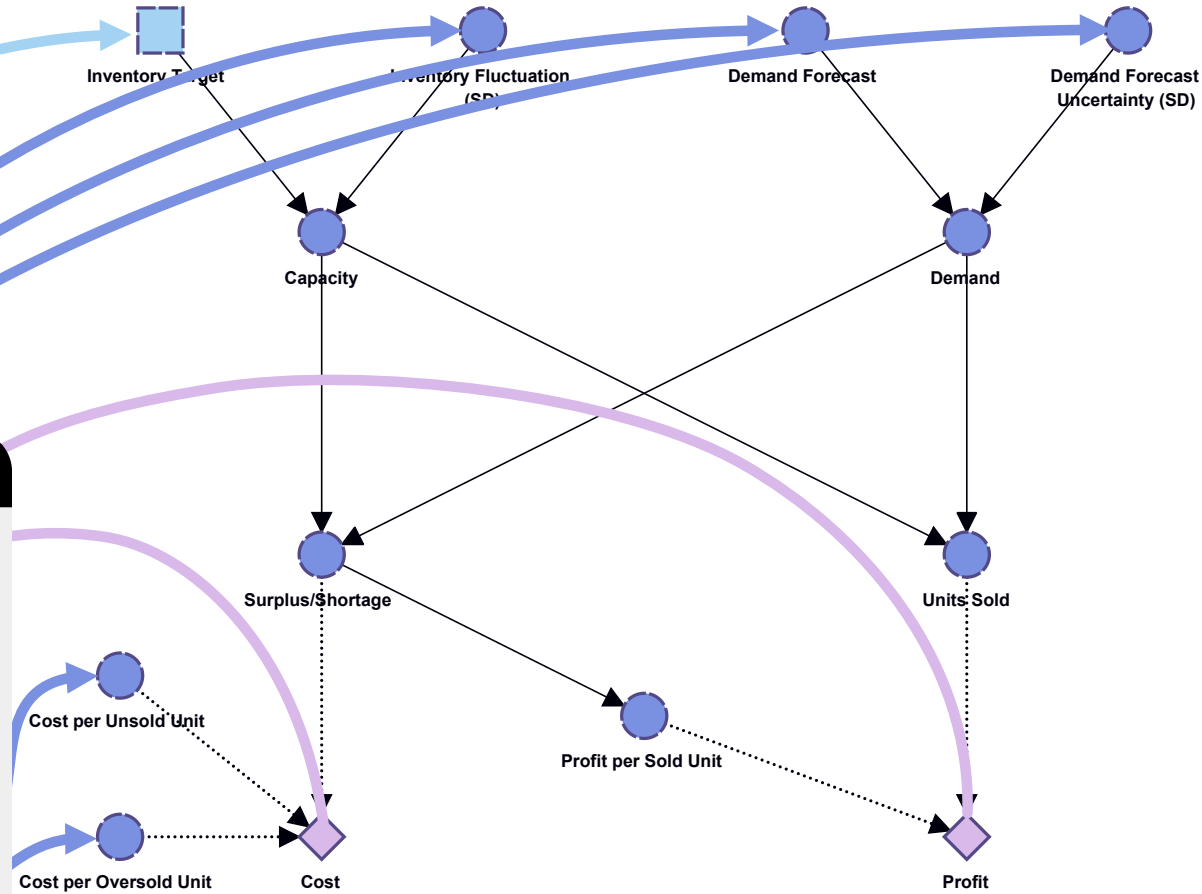 Inventory Target
Inventory Fluctuation
(SD)
Demand Forecast
Demand Forecast
Uncertainty (SD)
Capacity
Demand
Surplus/Shortage
Units Sold
Cost per Unsold Unit
Profit per Sold Unit
Cost per Oversold Unit
Cost
Profit